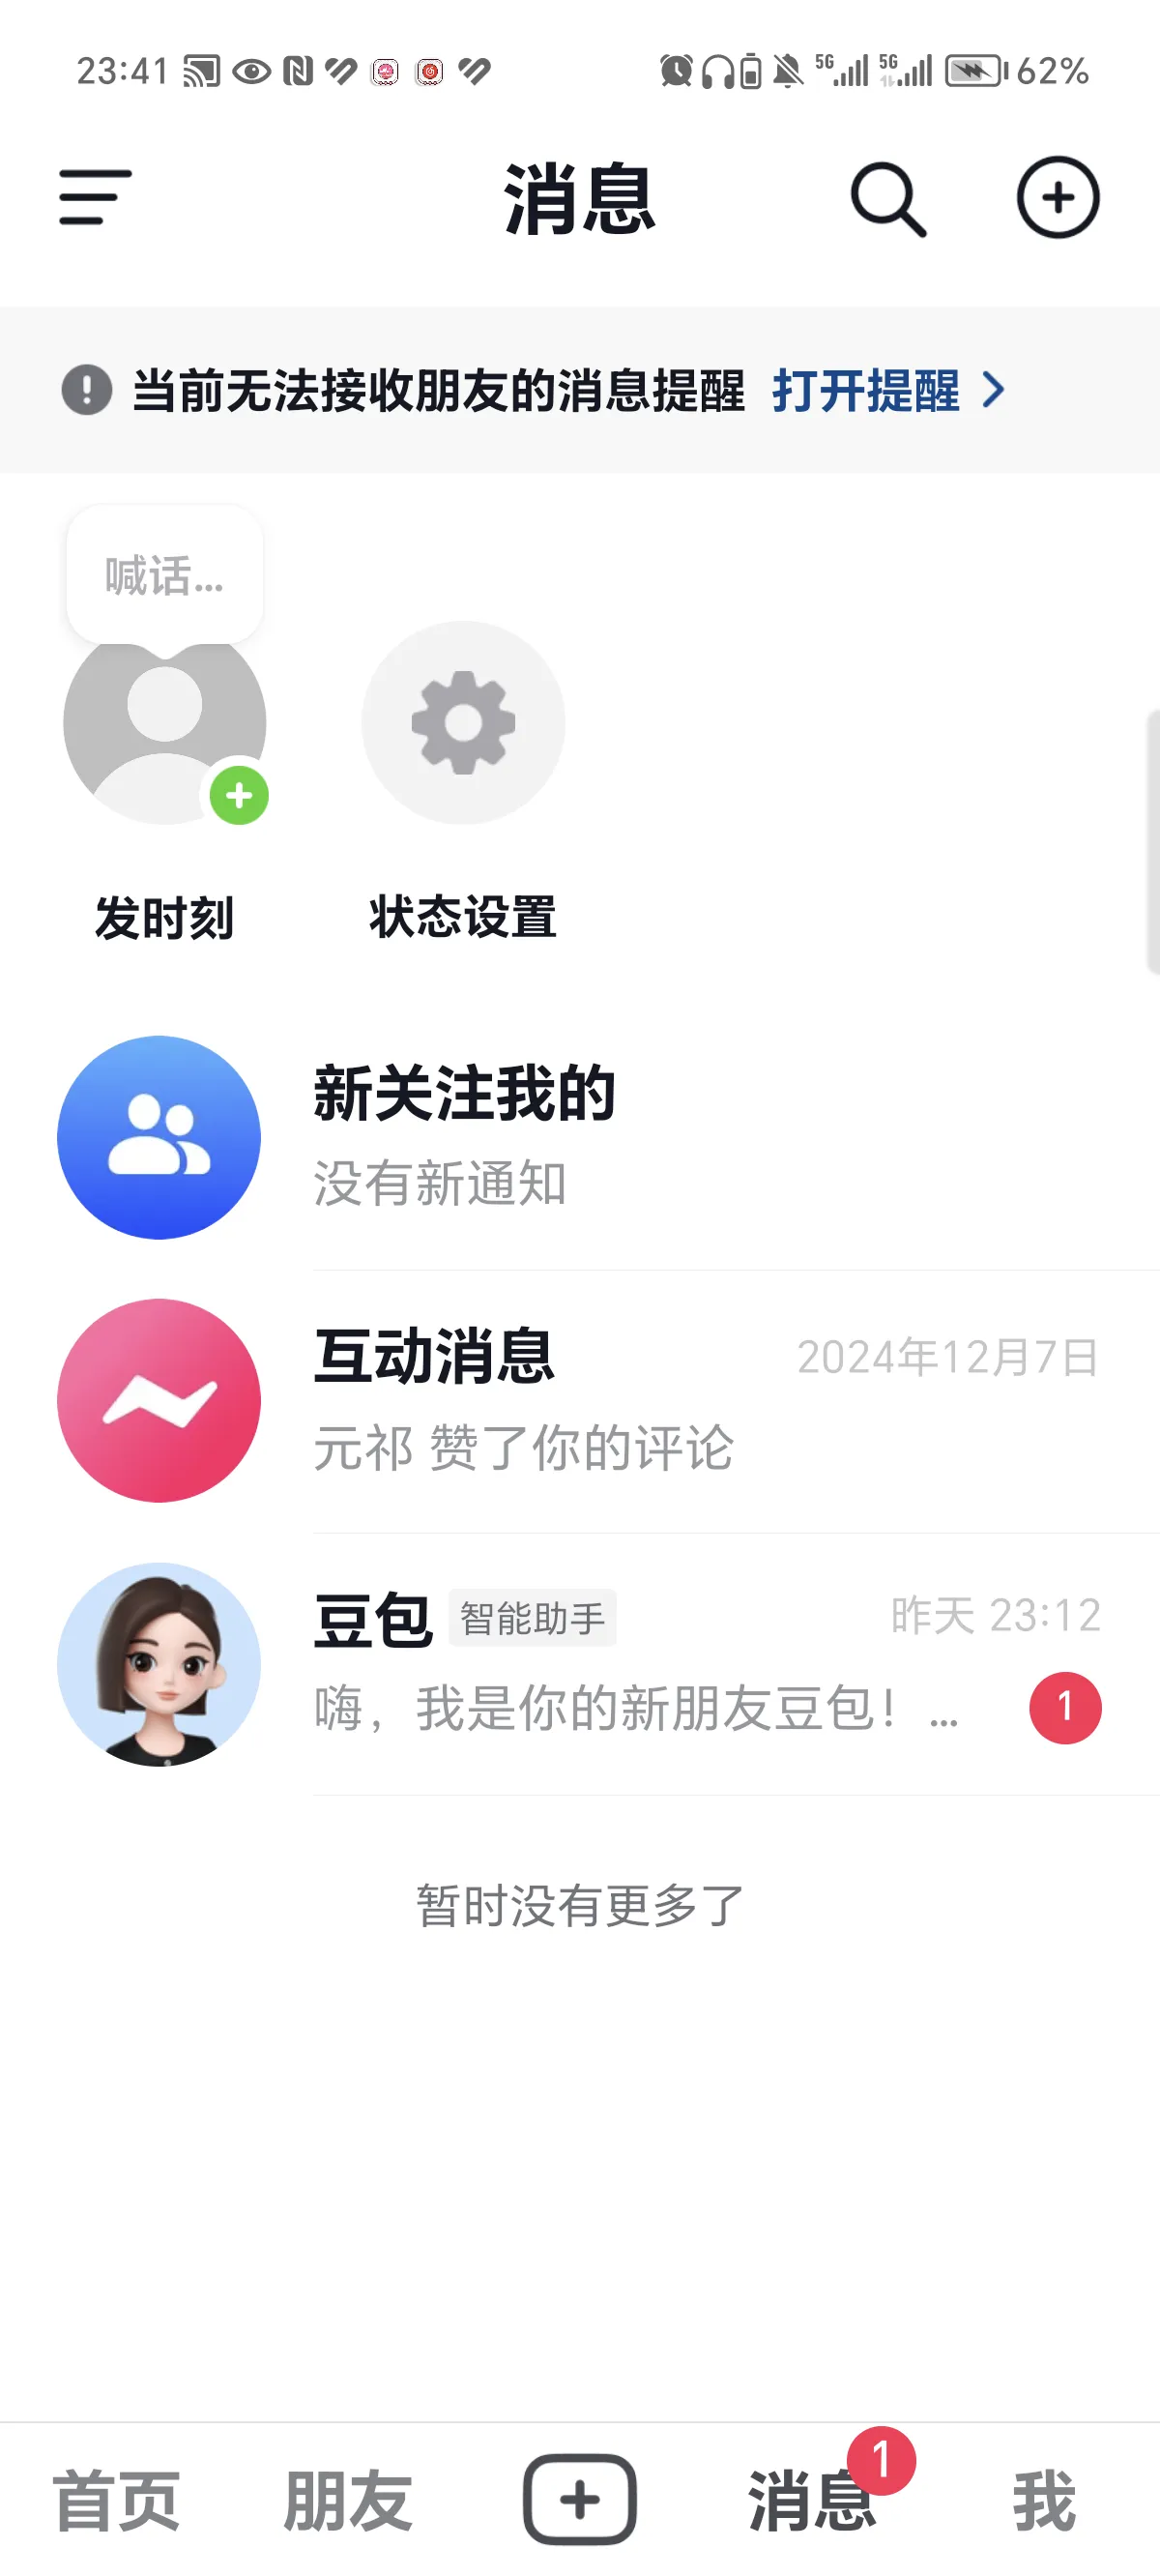 23:41 5G 5G 62%
消息
当前无法接收朋友的消息提醒 打开提醒
喊话...
发时刻 状态设置
新关注我的
没有新通知
互动消息 2024年12月7日
元祁 赞了你的评论
豆包 智能助手 昨天 23:12
嗨，我是你的新朋友豆包！... 1
暂时没有更多了
首页 朋友 消息 1 我